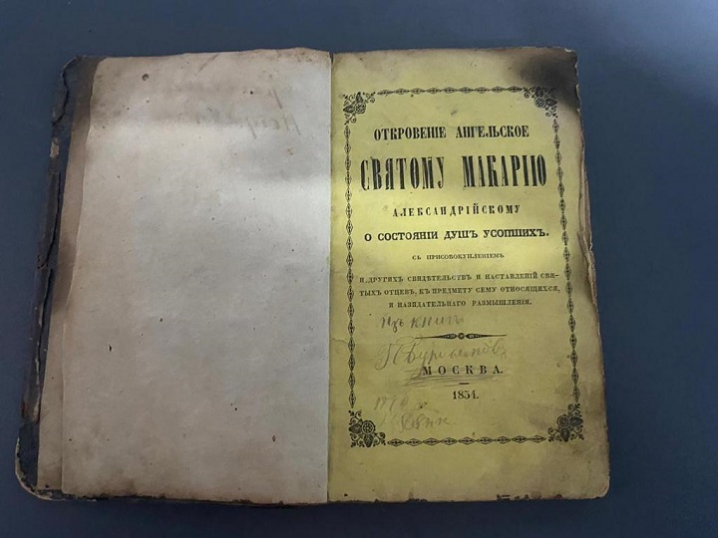 ОТКРОВЕНІЕ АНГЕЛЬСКОЕ
СВЯТОМУ МАКАРІЮ
АЛЕКСАНДРІЙСКОМУ
О СОСТОЯНІИ ДУШЪ УСОПШИХЪ.
СЪ ПРИСОВОКУПЛЕНІЕМЪ
И ДРУГИХЪ СВИДѢТЕЛЬСТВЪ И НАСТАВЛЕНІЙ СВЯ-
ТЫХЪ ОТЦЕВЪ, КЪ ПРЕДМЕТУ СЕМУ ОТНОСЯЩИХСЯ,
И НАЗИДАТЕЛЬНАГО РАЗМЫШЛЕНІЯ.
Изъ книгъ
МОСКВА.
1854.